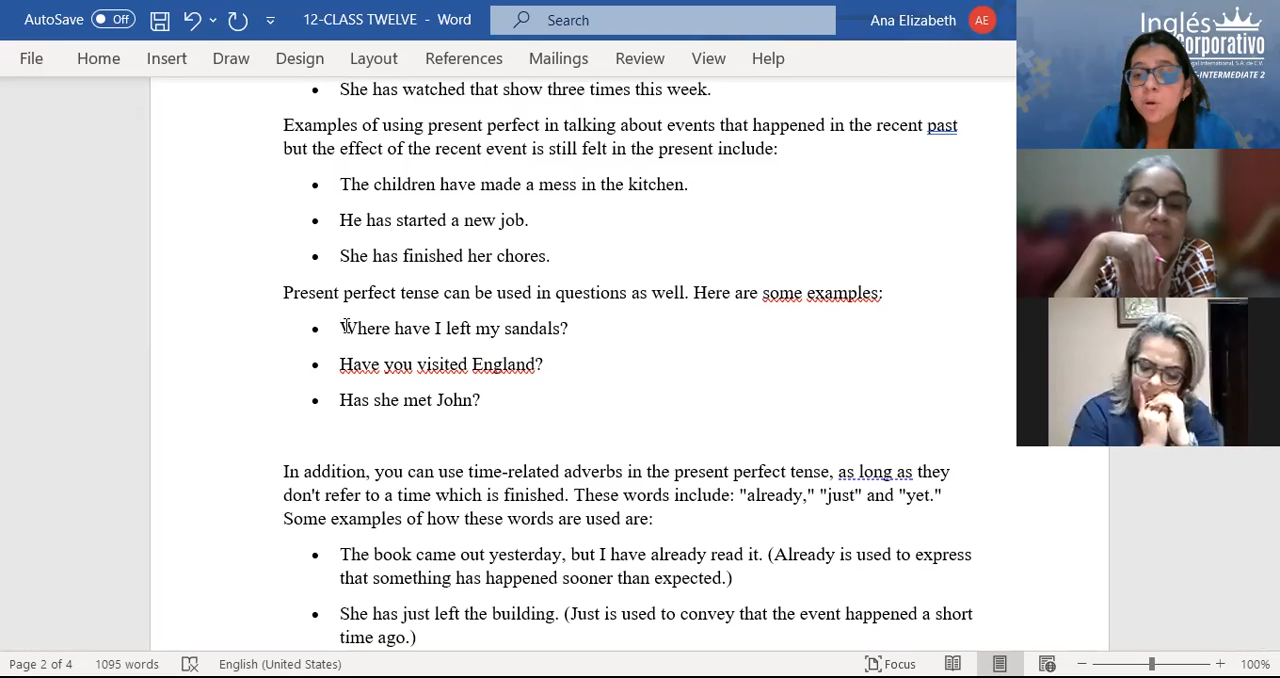 AutoSave Off 12-CLASS TWELVE - Word Search Ana Elizabeth AE
File Home Insert Draw Design Layout References Mailings Review View Help
She has watched that show three times this week.
Examples of using present perfect in talking about events that happened in the recent past
but the effect of the recent event is still felt in the present include:
The children have made a mess in the kitchen.
He has started a new job.
She has finished her chores.
Present perfect tense can be used in questions as well. Here are some examples:
Where have I left my sandals?
Have you visited England?
Has she met John?
In addition, you can use time-related adverbs in the present perfect tense, as long as they
don't refer to a time which is finished. These words include: "already," "just" and "yet."
Some examples of how these words are used are:
The book came out yesterday, but I have already read it. (Already is used to express
that something has happened sooner than expected.)
She has just left the building. (Just is used to convey that the event happened a short
time ago.)
Page 2 of 4 1095 words English (United States) Focus 100%
Inglés
orporativo
INTERMEDIATE 2